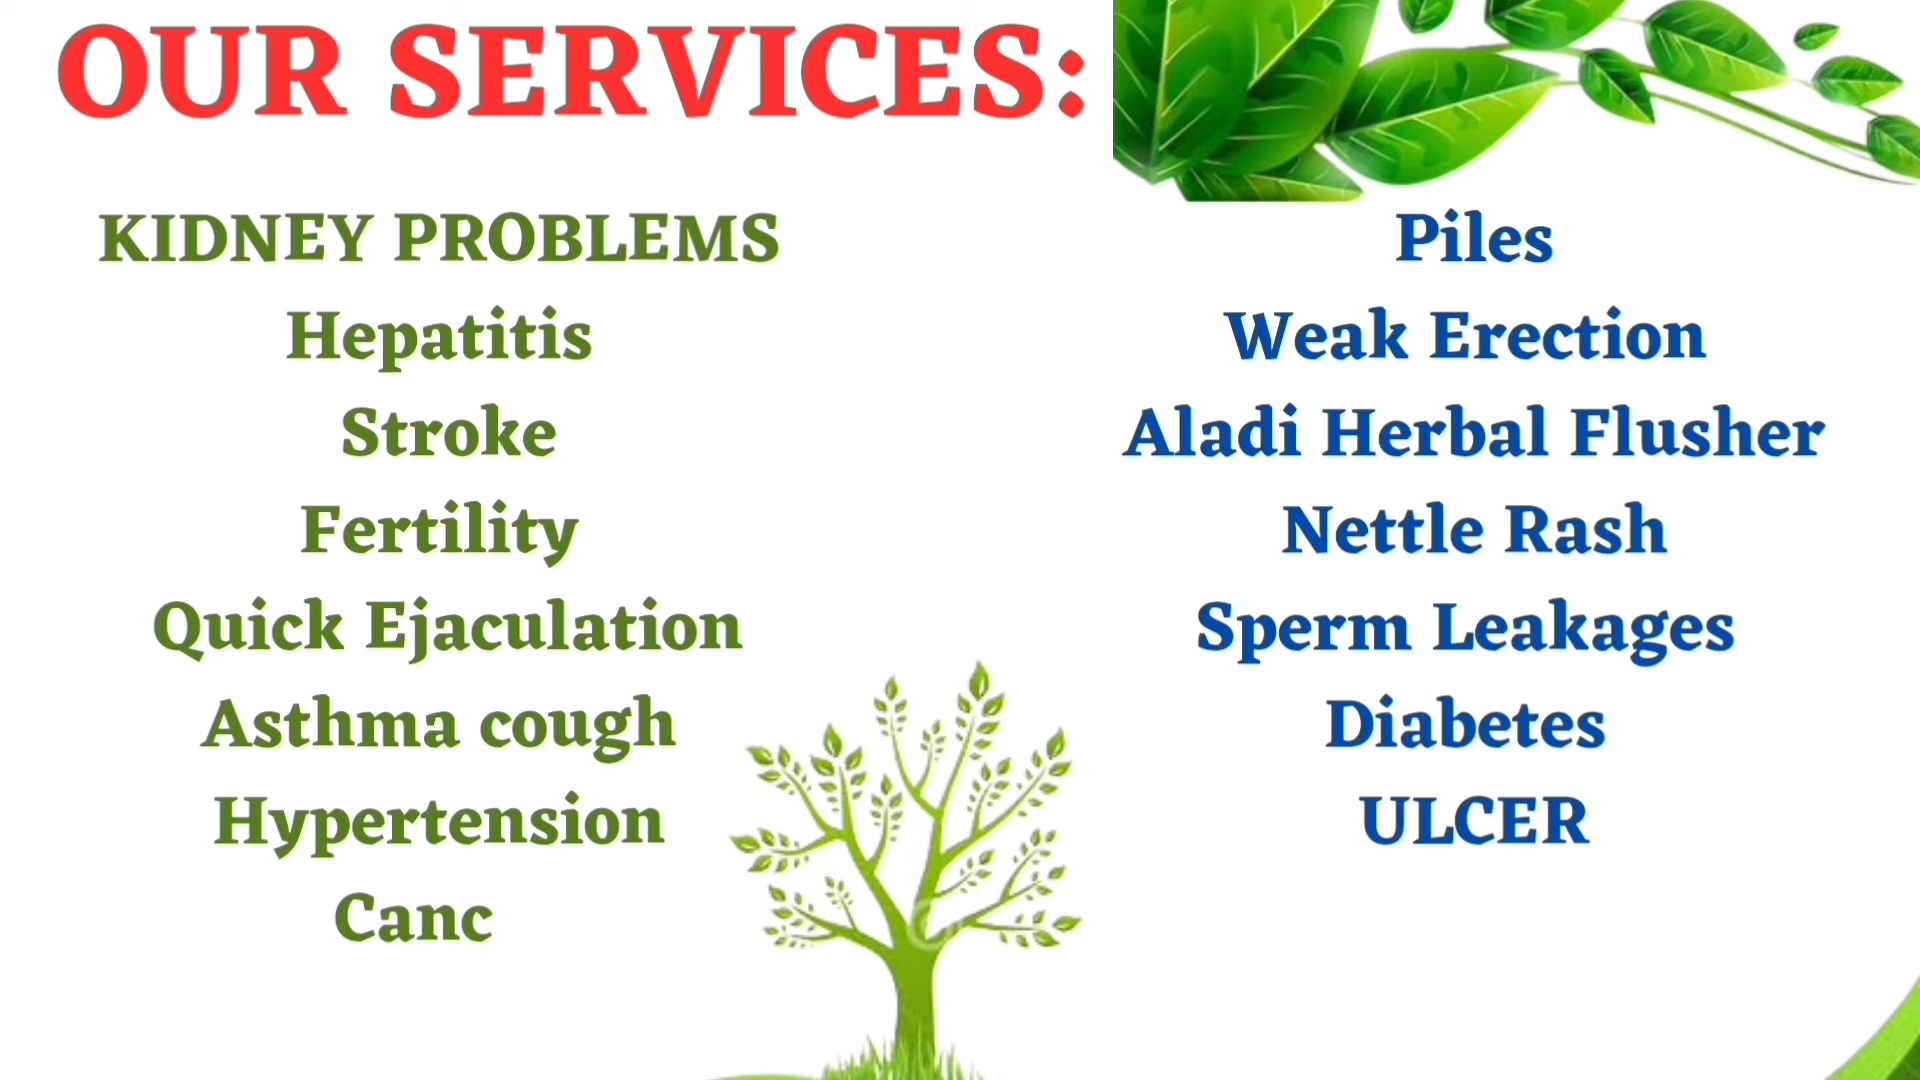 OUR SERVICES:
KIDNEY PROBLEMS
Hepatitis
Stroke
Fertility
Quick Ejaculation
Asthma cough
Hypertension
Canc
Piles
Weak Erection
Aladi Herbal Flusher
Nettle Rash
Sperm Leakages
Diabetes
ULCER